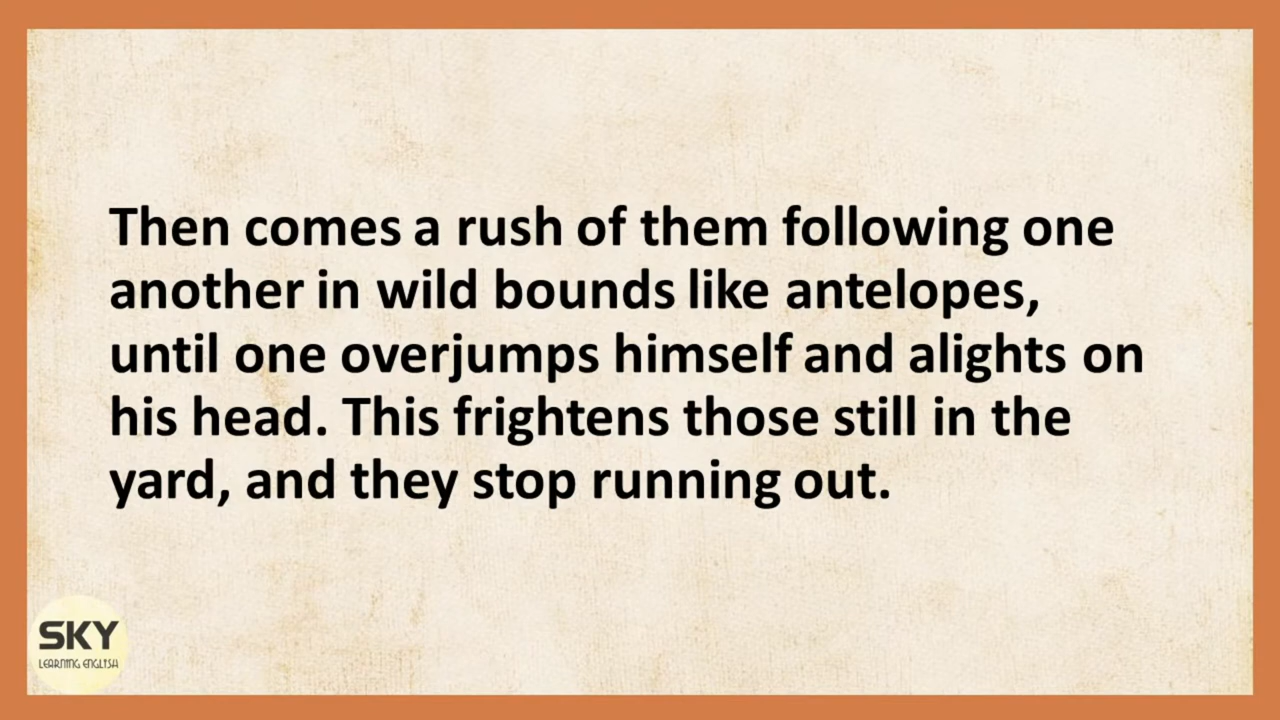 Then comes a rush of them following one
another in wild bounds like antelopes,
until one overjumps himself and alights on
his head. This frightens those still in the
yard, and they stop running out.
SKY
LEARNING ENGLISH